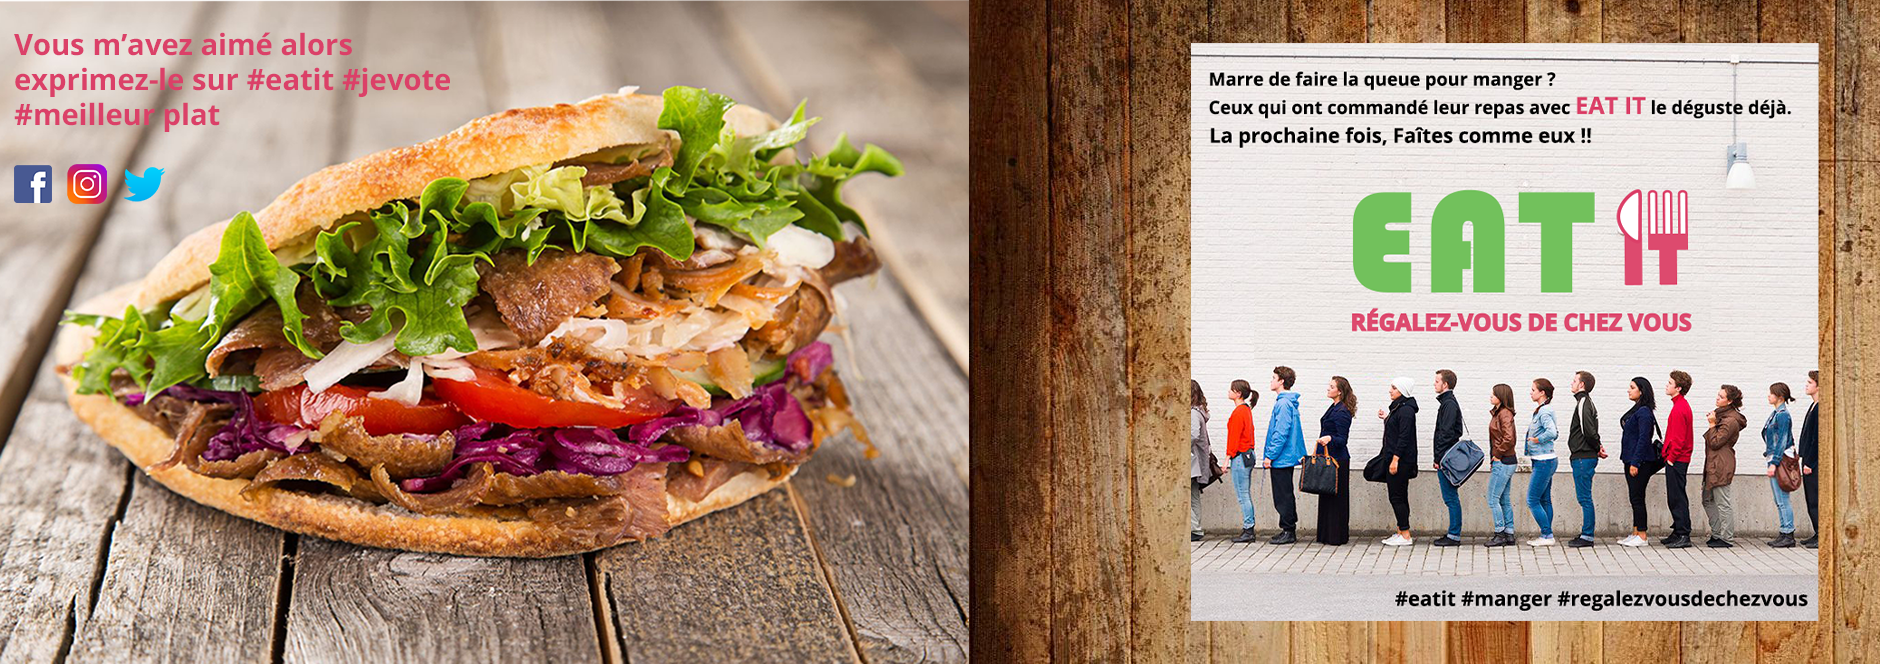 Vous m’avez aimé alors
exprimez-le sur #eatit #jevote
#meilleur plat
Marre de faire la queue pour manger ?
Ceux qui ont commandé leur repas avec EAT IT le déguste déjà.
La prochaine fois, Faîtes comme eux !!
EAT IT
RÉGALEZ-VOUS DE CHEZ VOUS
#eatit #manger #regalezvousdechezvous